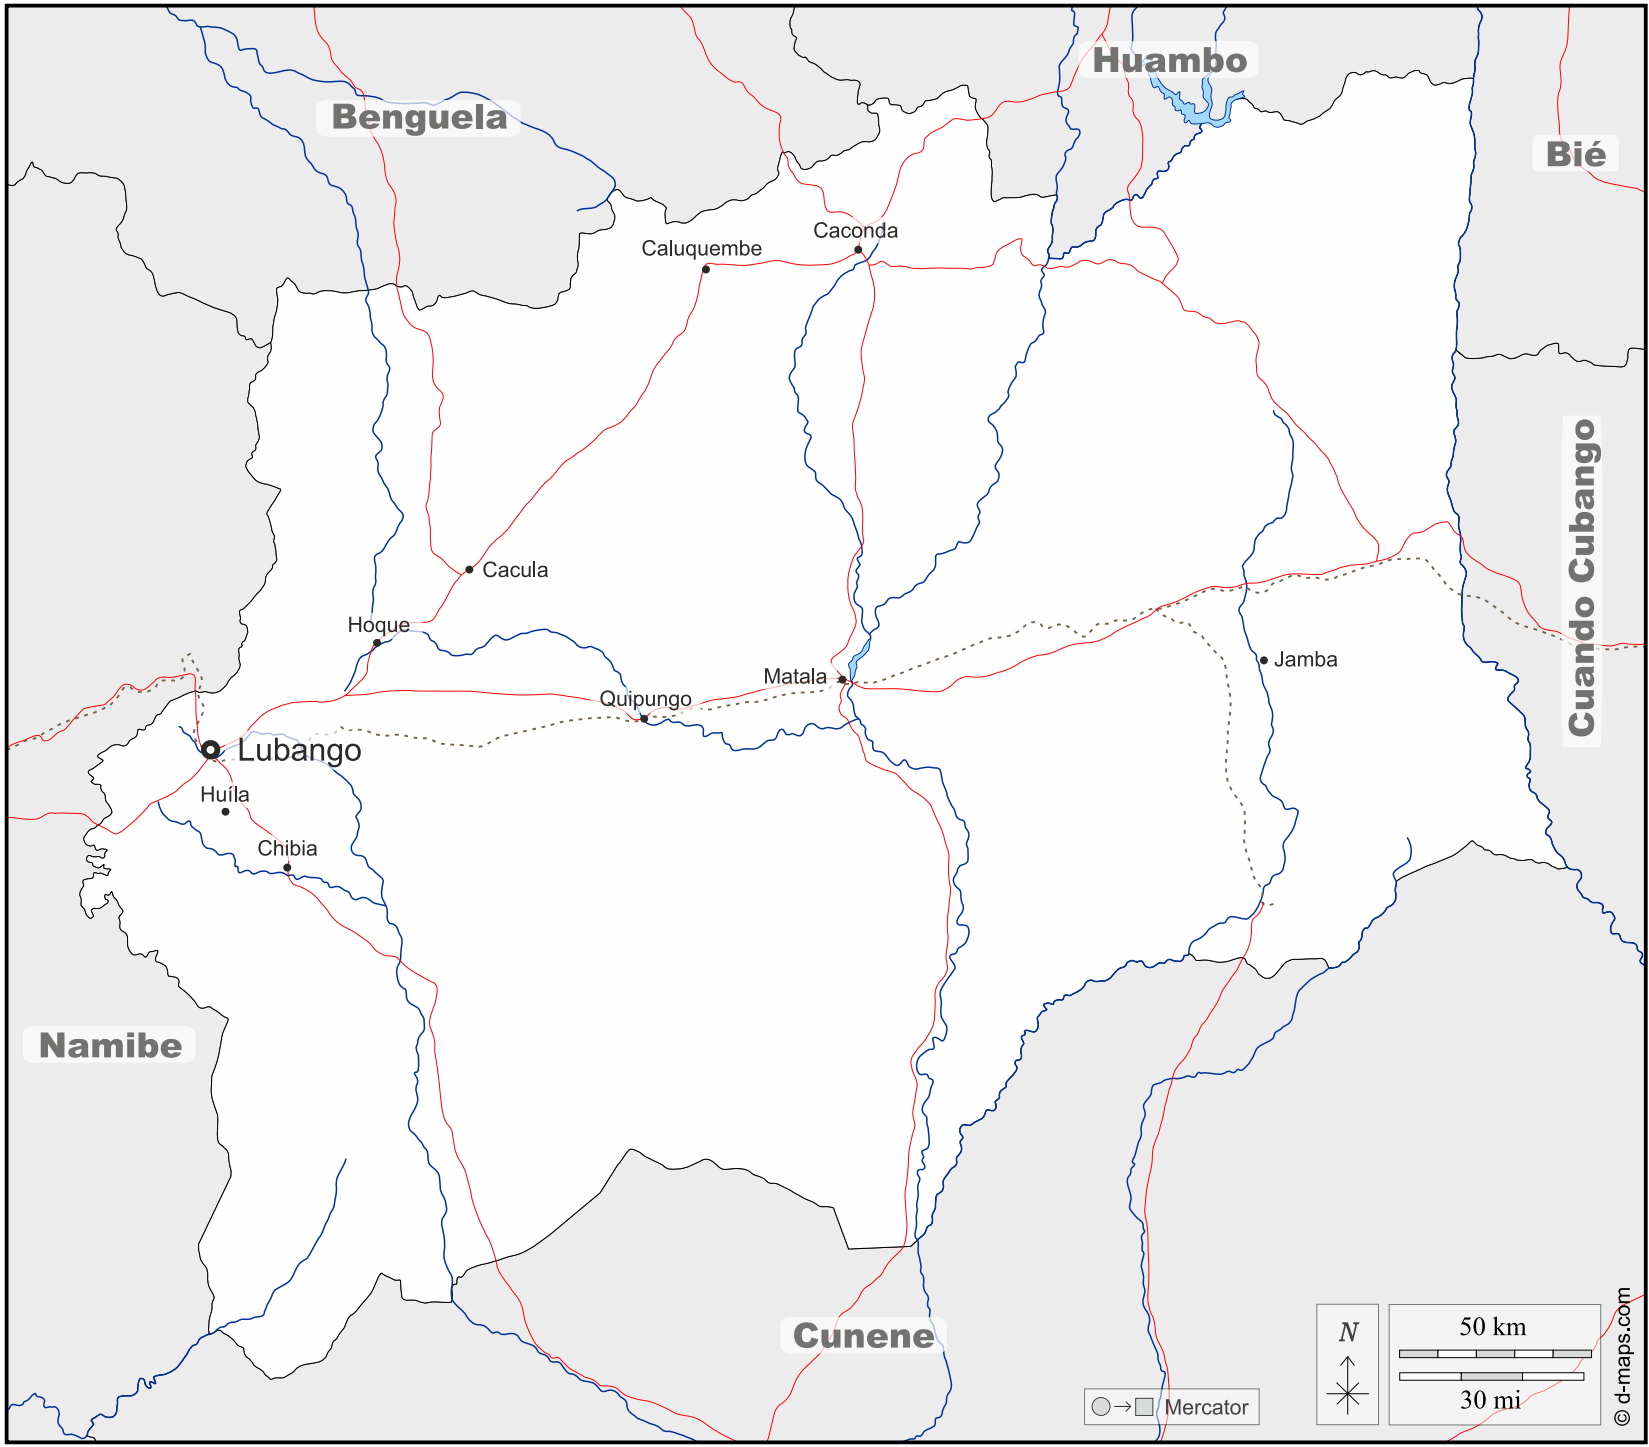 Huambo
Benguela
Bié
Caconda
Caluquembe
Cuando Cubango
Cacula
Hoque
Jamba
Matala
Quipungo
Lubango
Huíla
Chibia
Namibe
Cunene
N
50 km
30 mi
Mercator
© d-maps.com